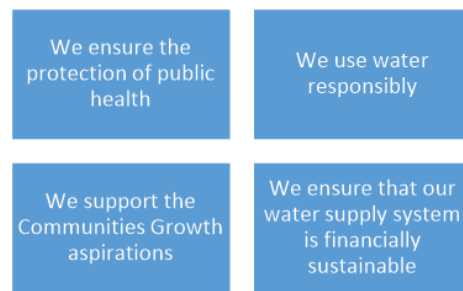 We ensure the
protection of public
health
We use water
responsibly
We support the
Communities Growth
aspirations
We ensure that our
water supply system
is financially
sustainable